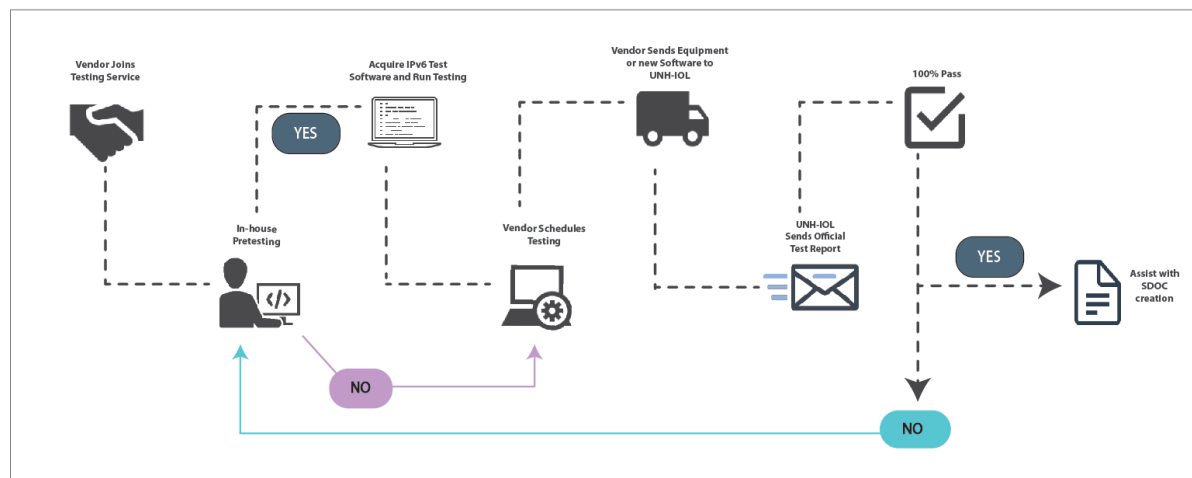 Vendor Joins
Testing Service
Acquire IPv6 Test
Software and Run Testing
Vendor Sends Equipment
or new Software to
UNH-IOL
100% Pass
YES
In-house
Pretesting
Vendor Schedules
Testing
UNH-IOL
Sends Official
Test Report
YES
Assist with
SDOC
creation
</>
NO
NO